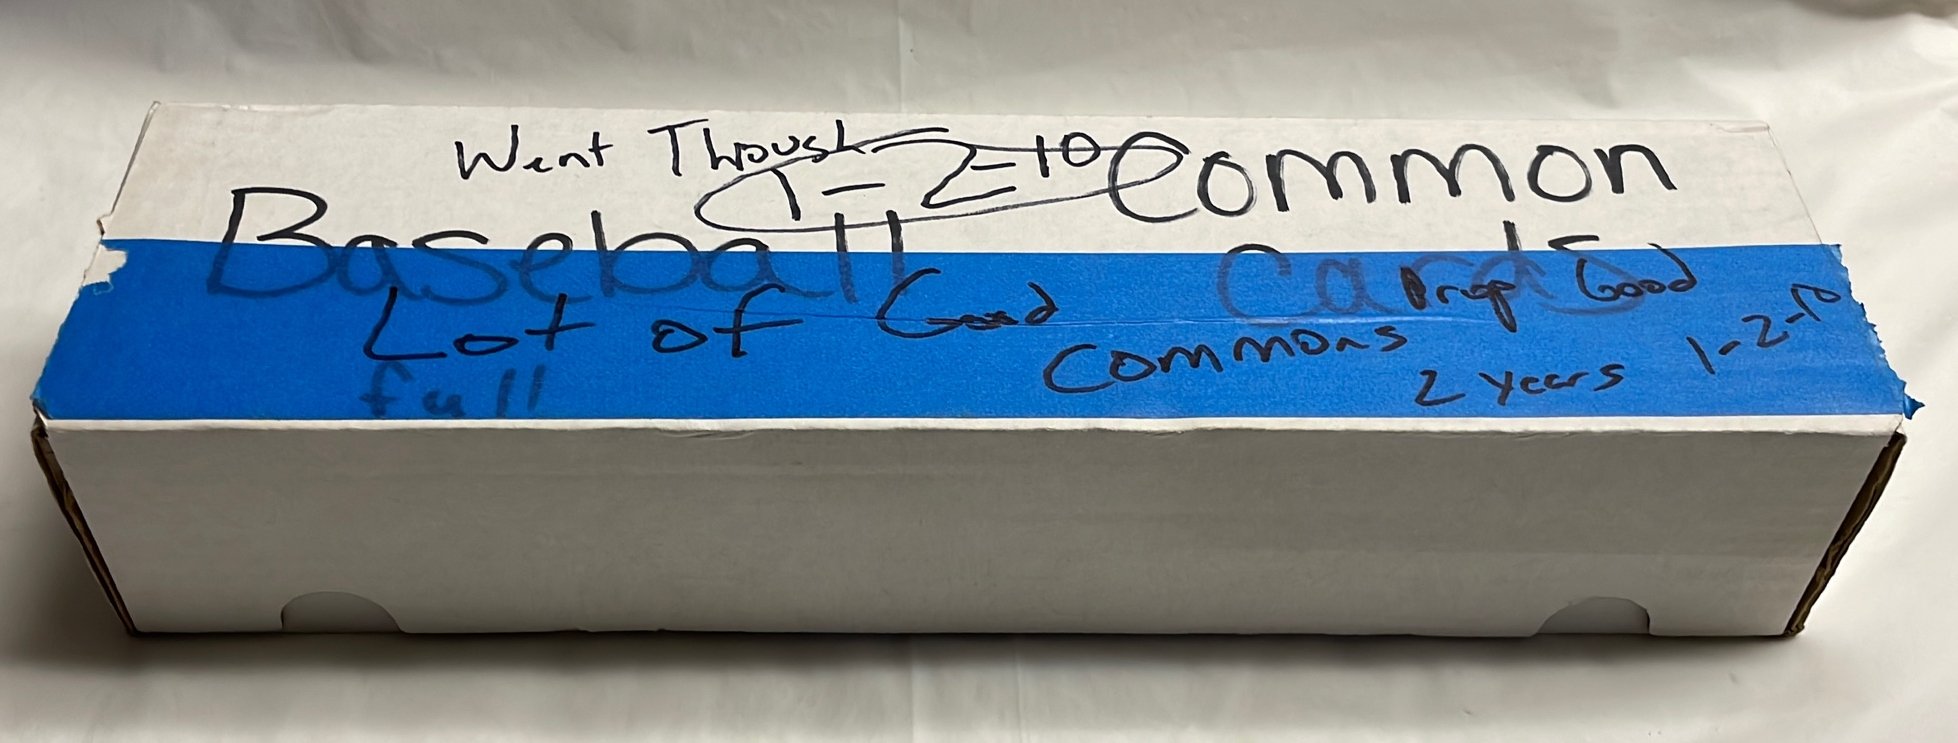 Went Through
1-2-10 Common
Baseball Cards
Lot of Good Commons
Good
full
2 years
1-2-10